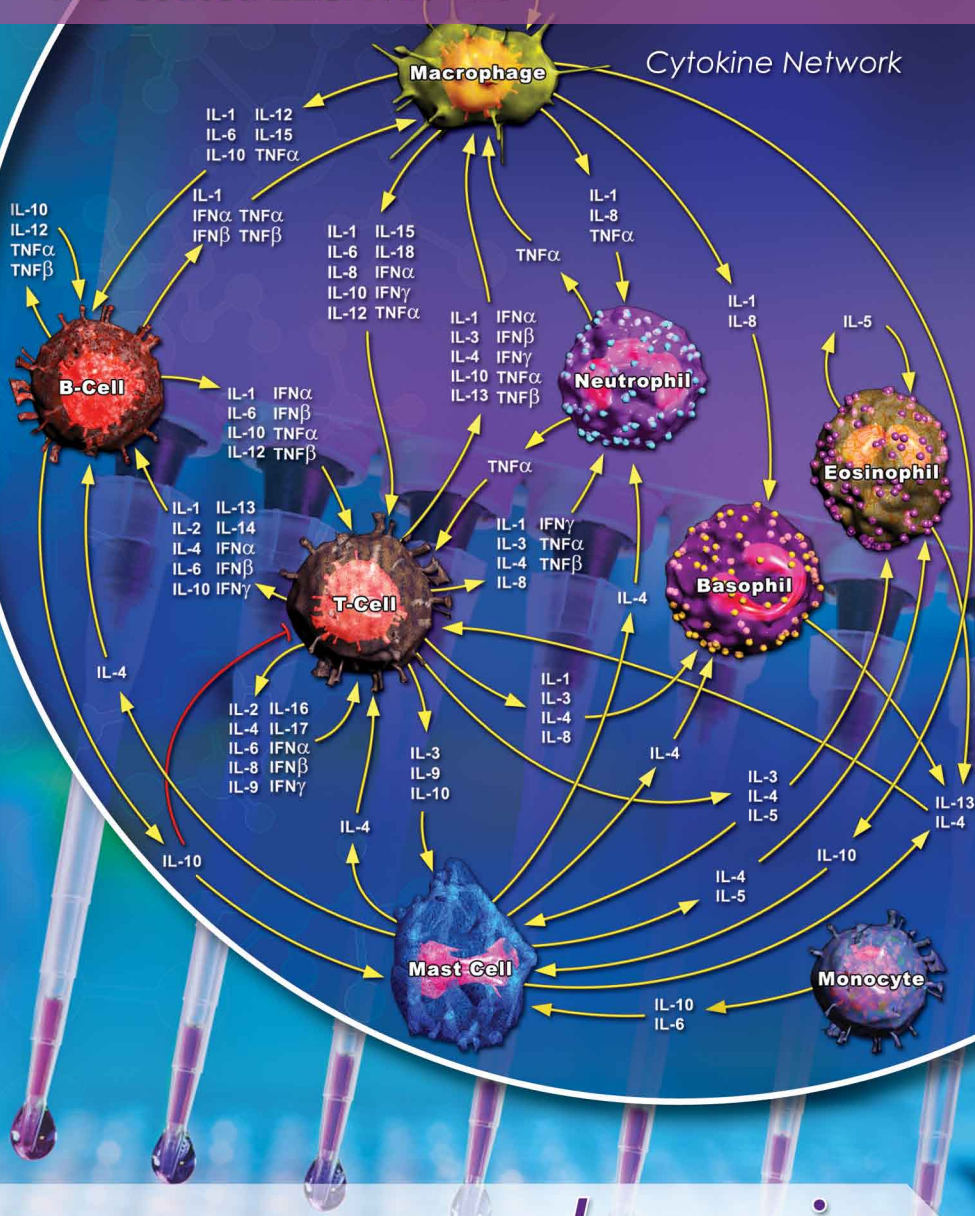 Cytokine Network
Macrophage
IL-1 IL-12
IL-6 IL-15
IL-10 TNFα
IL-1
IFNα TNFα
IFNβ TNFβ
IL-10
IL-12
TNFα
TNFβ
IL-1 IL-15
IL-6 IL-18
IL-8 IFNα
IL-10 IFNγ
IL-12 TNFα
IL-1
IL-8
TNFα
TNFα
IL-1
IL-8
IL-5
IL-1 IFNα
IL-3 IFNβ
IL-4 IFNγ
IL-10 TNFα
IL-13 TNFβ
B-Cell
Neutrophil
Eosinophil
IL-1 IFNα
IL-6 IFNβ
IL-10 TNFα
IL-12 TNFβ
TNFα
IL-1 IL-13
IL-2 IL-14
IL-4 IFNα
IL-6 IFNβ
IL-10 IFNγ
IL-1 IFNγ
IL-3 TNFα
IL-4 TNFβ
IL-8
T-Cell
Basophil
IL-4
IL-4
IL-2 IL-16
IL-4 IL-17
IL-6 IFNα
IL-8 IFNβ
IL-9 IFNγ
IL-1
IL-3
IL-4
IL-8
IL-3
IL-9
IL-10
IL-4
IL-3
IL-4
IL-5
IL-13
IL-4
IL-4
IL-10
IL-10
IL-4
IL-5
Mast Cell
Monocyte
IL-10
IL-6